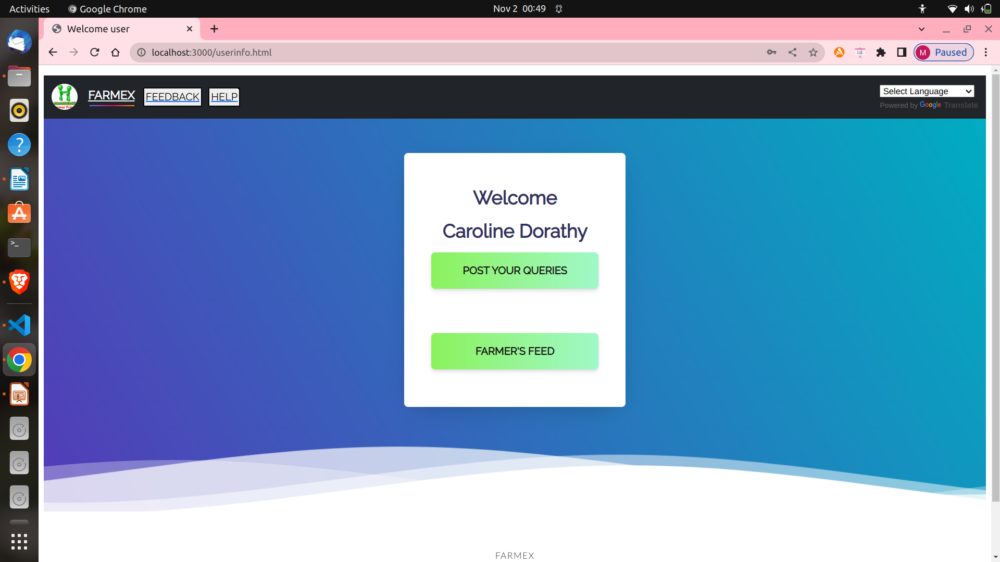 Activities
Google Chrome
Nov 2 00:49
Welcome user
localhost:3000/userinfo.html
M Paused
FARMEX
FEEDBACK
HELP
Select Language
Powered by Google Translate
Welcome
Caroline Dorathy
POST YOUR QUERIES
FARMER'S FEED
FARMEX